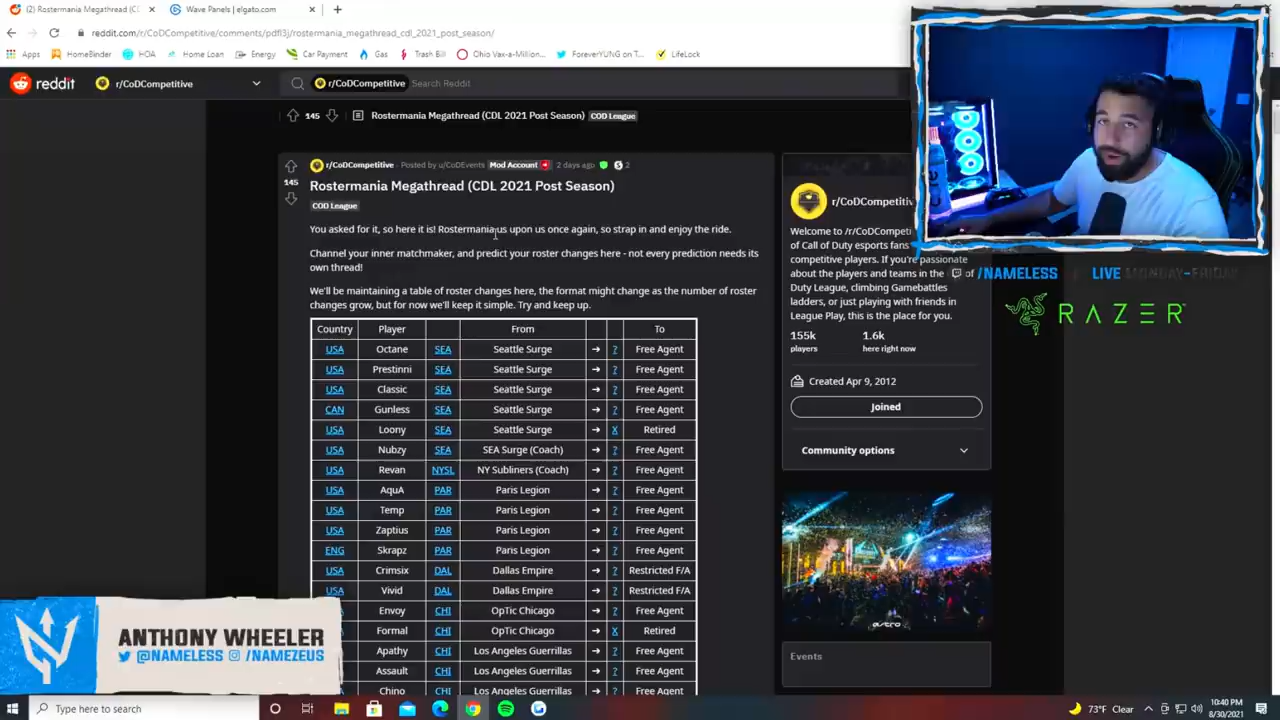 (2) Rostermania Megathread (CDL
Wave Panels | elgato.com
reddit.com/r/CoDCompetitive/comments/pdfl3j/rostermania_megathread_cdl_2021_post_season/
Apps
HomeBinder
HOA
Home Loan
Energy
Car Payment
Gas
Trash Bill
Ohio Vax-a-Million...
ForeverYUNG on T...
LifeLock
reddit
r/CoDCompetitive
r/CoDCompetitive
Search Reddit
145
Rostermania Megathread (CDL 2021 Post Season)
COD League
r/CoDCompetitive · Posted by u/CoDEvents Mod Account 2 days ago 2
145
Rostermania Megathread (CDL 2021 Post Season)
COD League
You asked for it, so here it is! Rostermania us upon us once again, so strap in and enjoy the ride.
Channel your inner matchmaker, and predict your roster changes here - not every prediction needs its
own thread!
We'll be maintaining a table of roster changes here, the format might change as the number of roster
changes grow, but for now we'll keep it simple. Try and keep up.
Country Player From To
USA Octane SEA Seattle Surge → ? Free Agent
USA Prestinni SEA Seattle Surge → ? Free Agent
USA Classic SEA Seattle Surge → ? Free Agent
CAN Gunless SEA Seattle Surge → ? Free Agent
USA Loony SEA Seattle Surge → X Retired
USA Nubzy SEA SEA Surge (Coach) → ? Free Agent
USA Revan NYSL NY Subliners (Coach) → ? Free Agent
USA AquA PAR Paris Legion → ? Free Agent
USA Temp PAR Paris Legion → ? Free Agent
USA Zaptius PAR Paris Legion → ? Free Agent
ENG Skrapz PAR Paris Legion → ? Free Agent
USA Crimsix DAL Dallas Empire → ? Restricted F/A
USA Vivid DAL Dallas Empire → ? Restricted F/A
Envoy CHI OpTic Chicago → ? Free Agent
Formal CHI OpTic Chicago → X Retired
Apathy CHI Los Angeles Guerrillas → ? Free Agent
Assault CHI Los Angeles Guerrillas → ? Free Agent
Chino CHI Los Angeles Guerrillas → ? Free Agent
r/CoDCompetitive
Welcome to /r/CoDCompeti
of Call of Duty esports fans
competitive players. If you're passionate
about the players and teams in the of
Duty League, climbing Gamebattles
ladders, or just playing with friends in
League Play, this is the place for you.
155k
players
1.6k
here right now
Created Apr 9, 2012
Joined
Community options
astro
Events
/NAMELESS / LIVE MONDAY-FRIDAY
RAZER
ANTHONY WHEELER
@NAMELESS /NAMEZEUS
Type here to search
73°F Clear
10:40 PM
8/30/2021